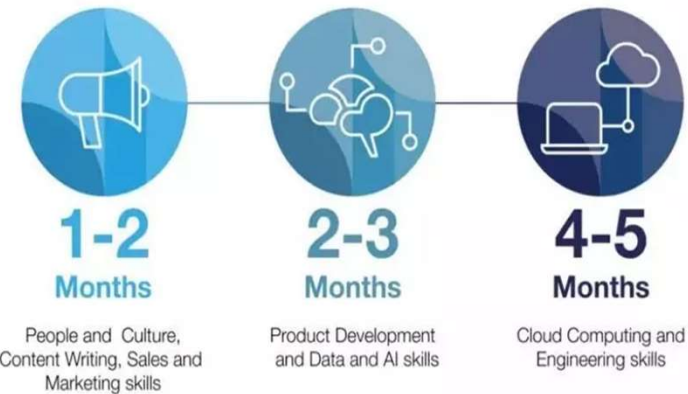 1-2
Months
People and Culture,
Content Writing, Sales and
Marketing skills
2-3
Months
Product Development
and Data and AI skills
4-5
Months
Cloud Computing and
Engineering skills